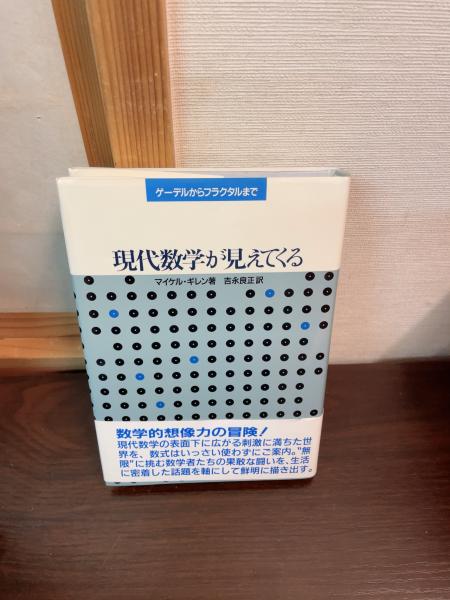 ゲーデルからフラクタルまで
現代数学が見えてくる
マイケル・ギレン著 吉永良正訳
数学的想像力の冒険!
現代数学の表面下に広がる刺激に満ちた世
界を、数式はいっさい使わずにご案内。“無
限”に挑む数学者たちの果敢な闘いを、生活
に密着した話題を軸にして鮮明に描き出す。